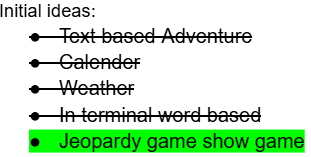 Initial ideas:
● Text based Adventure
● Calender
● Weather
● In terminal word based
● Jeopardy game show game